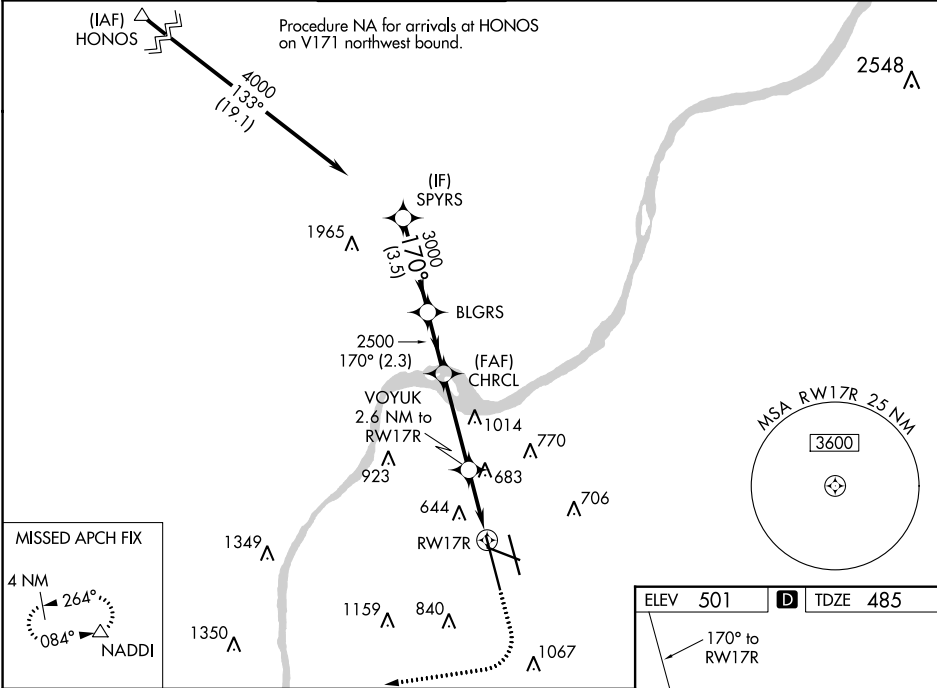 (IAF)
HONOS
Procedure NA for arrivals at HONOS
on V171 northwest bound.
2548
4000
133°
(19.1)
(IF)
SPYRS
1965
3000
170°
(3.5)
BLGRS
2500
170° (2.3)
(FAF)
CHRCL
VOYUK
2.6 NM to
RW17R
1014
770
923
683
644
706
RW17R
MSA RW17R 25 NM
3600
MISSED APCH FIX
4 NM
264°
084°
NADDI
1349
1350
1159
840
1067
ELEV 501 D TDZE 485
170° to
RW17R